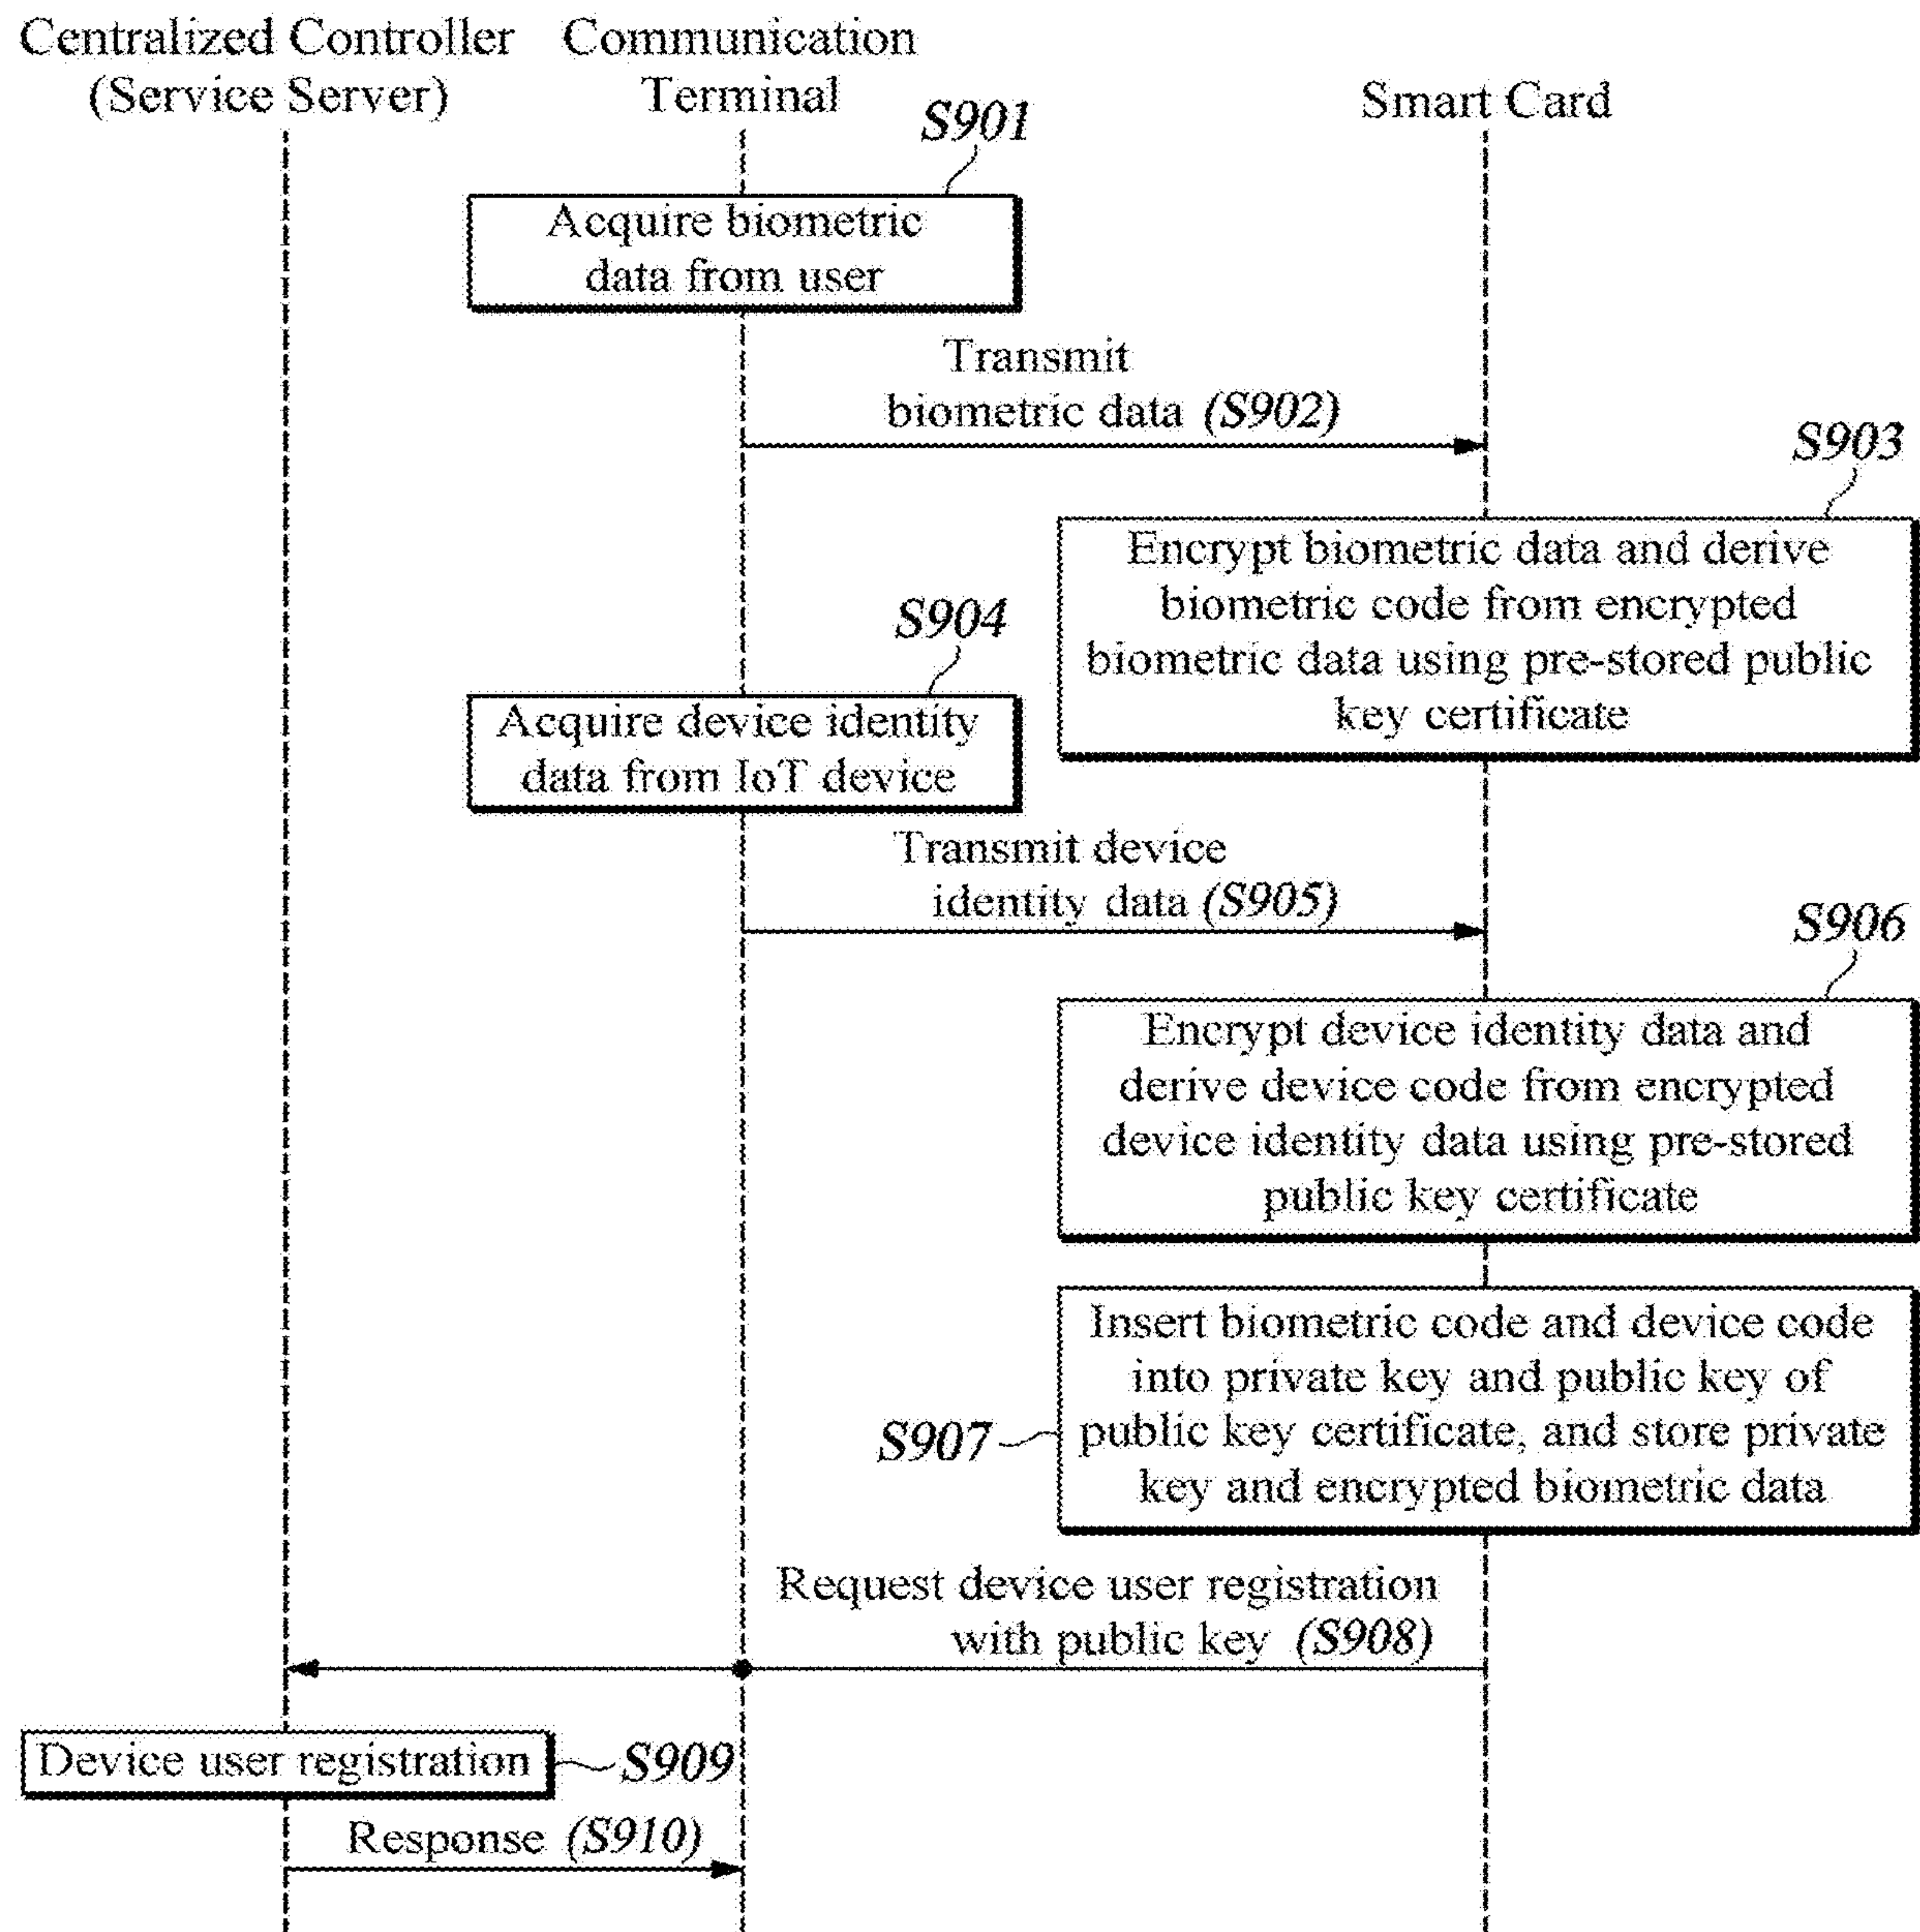 Centralized Controller
(Service Server)
Communication
Terminal
Smart Card
S901
Acquire biometric
data from user
Transmit
biometric data (S902)
S903
Encrypt biometric data and derive
biometric code from encrypted
biometric data using pre-stored public
key certificate
S904
Acquire device identity
data from IoT device
Transmit device
identity data (S905)
S906
Encrypt device identity data and
derive device code from encrypted
device identity data using pre-stored
public key certificate
Insert biometric code and device code
into private key and public key of
public key certificate, and store private
key and encrypted biometric data
S907
Request device user registration
with public key (S908)
Device user registration
S909
Response (S910)